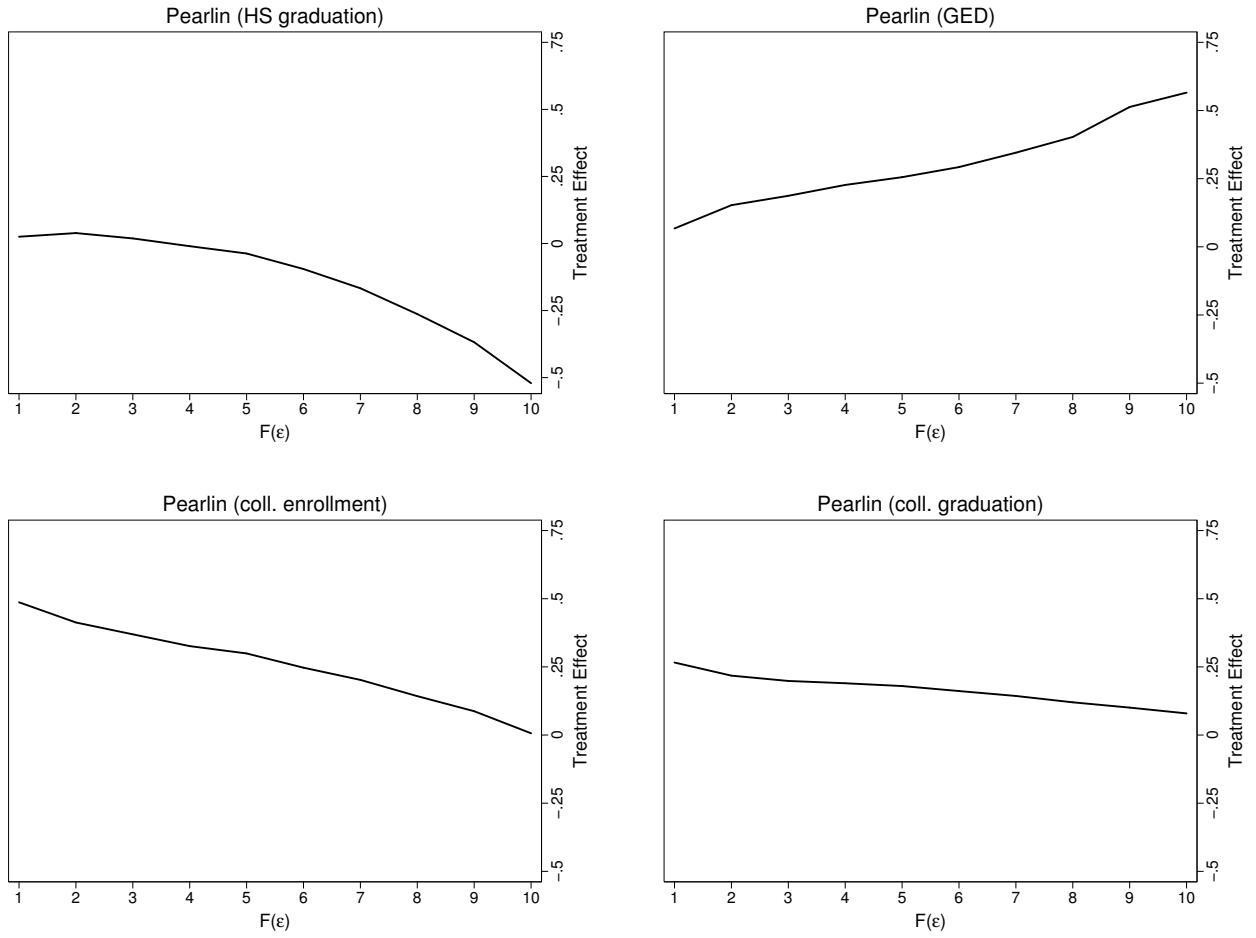 Pearlin (HS graduation)
.75
.5
.25
0
−.25
−.5
Treatment Effect
1 2 3 4 5 6 7 8 9 10
F(ε)
Pearlin (GED)
.75
.5
.25
0
−.25
−.5
Treatment Effect
1 2 3 4 5 6 7 8 9 10
F(ε)
Pearlin (coll. enrollment)
.75
.5
.25
0
−.25
−.5
Treatment Effect
1 2 3 4 5 6 7 8 9 10
F(ε)
Pearlin (coll. graduation)
.75
.5
.25
0
−.25
−.5
Treatment Effect
1 2 3 4 5 6 7 8 9 10
F(ε)